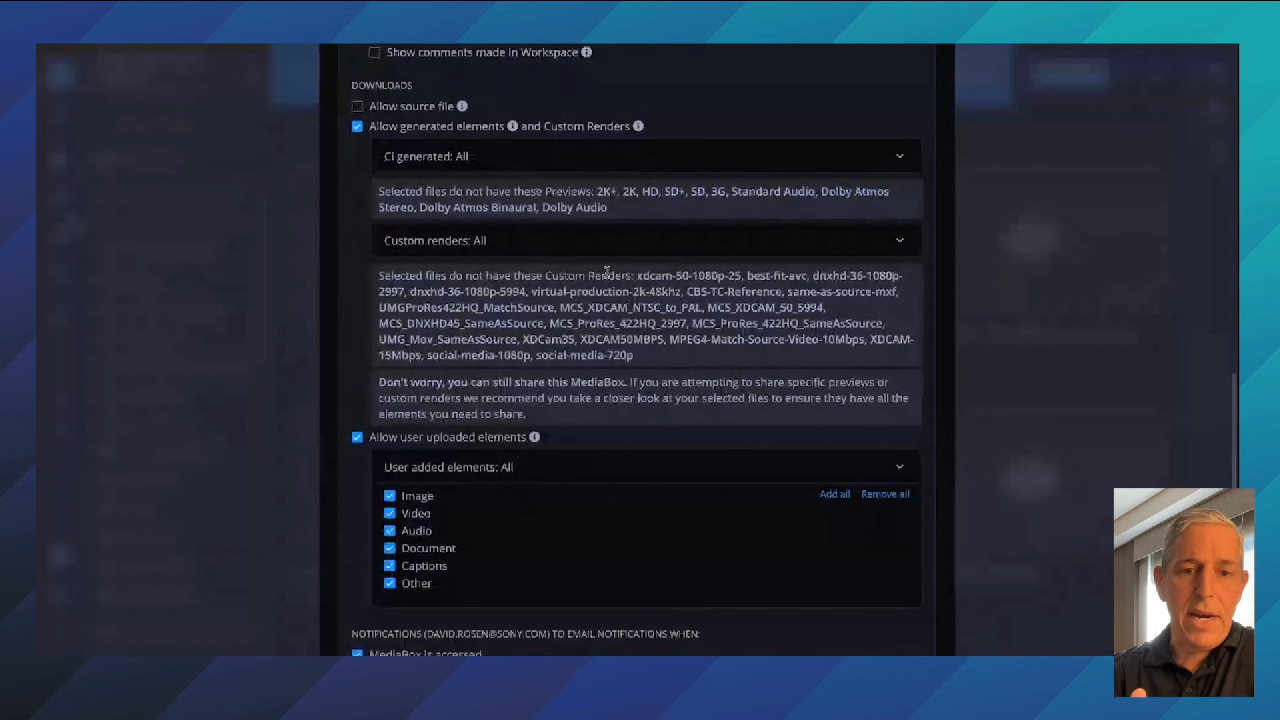 Show comments made in Workspace
DOWNLOADS
Allow source file
Allow generated elements and Custom Renders
Ci generated: All
Selected files do not have these Previews: 2K+, 2K, HD, SD+, SD, 3G, Standard Audio, Dolby Atmos
Stereo, Dolby Atmos Binaural, Dolby Audio
Custom renders: All
Selected files do not have these Custom Renders: xdcam-50-1080p-25, best-fit-avc, dnxhd-36-1080p-
2997, dnxhd-36-1080p-5994, virtual-production-2k-48khz, CBS-TC-Reference, same-as-source-mxf,
UMGProRes422HQ_MatchSource, MCS_XDCAM_NTSC_to_PAL, MCS_XDCAM_50_5994,
MCS_DNXHD45_SameAsSource, MCS_ProRes_422HQ_2997, MCS_ProRes_422HQ_SameAsSource,
UMG_Mov_SameAsSource, XDCam35, XDCAM50MBPS, MPEG4-Match-Source-Video-10Mbps, XDCAM-
15Mbps, social-media-1080p, social-media-720p
Don't worry, you can still share this MediaBox. If you are attempting to share specific previews or
custom renders we recommend you take a closer look at your selected files to ensure they have all the
elements you need to share.
Allow user uploaded elements
User added elements: All
Add all Remove all
Image
Video
Audio
Document
Captions
Other
NOTIFICATIONS (DAVID.ROSEN@SONY.COM) TO EMAIL NOTIFICATIONS WHEN:
MediaBox is accessed